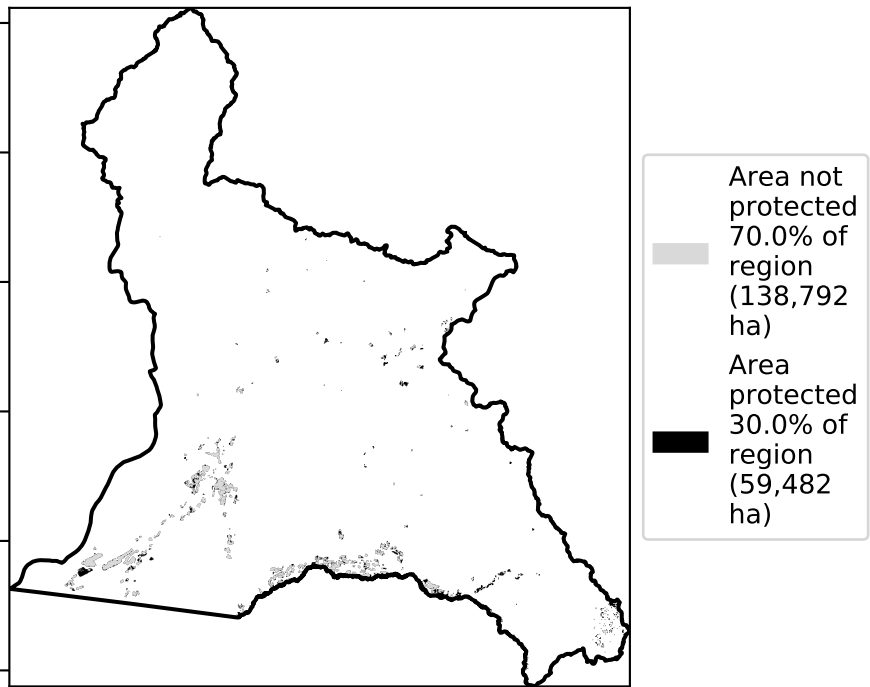 Area not
protected
70.0% of
region
(138,792
ha)
Area
protected
30.0% of
region
(59,482
ha)